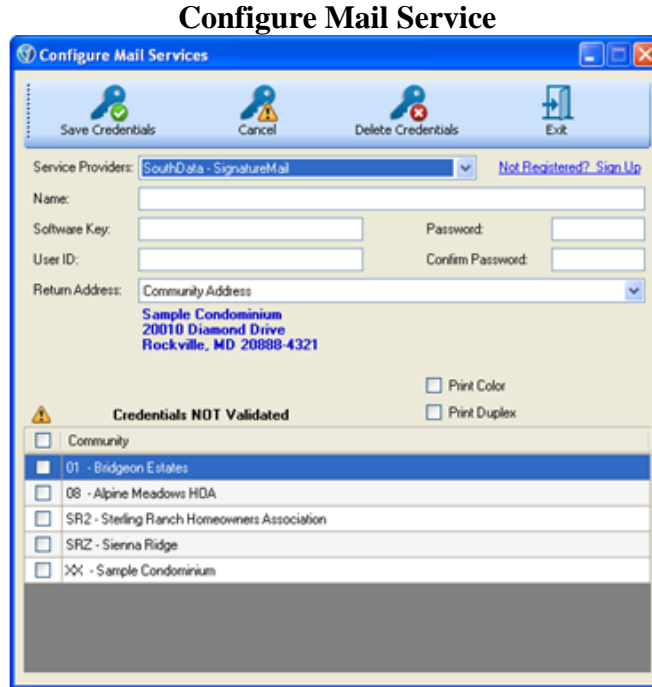 Configure Mail Service
Configure Mail Services
Save Credentials Cancel Delete Credentials Exit
Service Providers: SouthData - SignatureMail Not Registered? Sign Up
Name:
Software Key: Password:
User ID: Confirm Password:
Return Address: Community Address
Sample Condominium
20010 Diamond Drive
Rockville, MD 20888-4321
Print Color
Credentials NOT Validated Print Duplex
Community
01 - Bridgeon Estates
08 - Alpine Meadows HOA
SR2 - Sterling Ranch Homeowners Association
SRZ - Sienna Ridge
XX - Sample Condominium